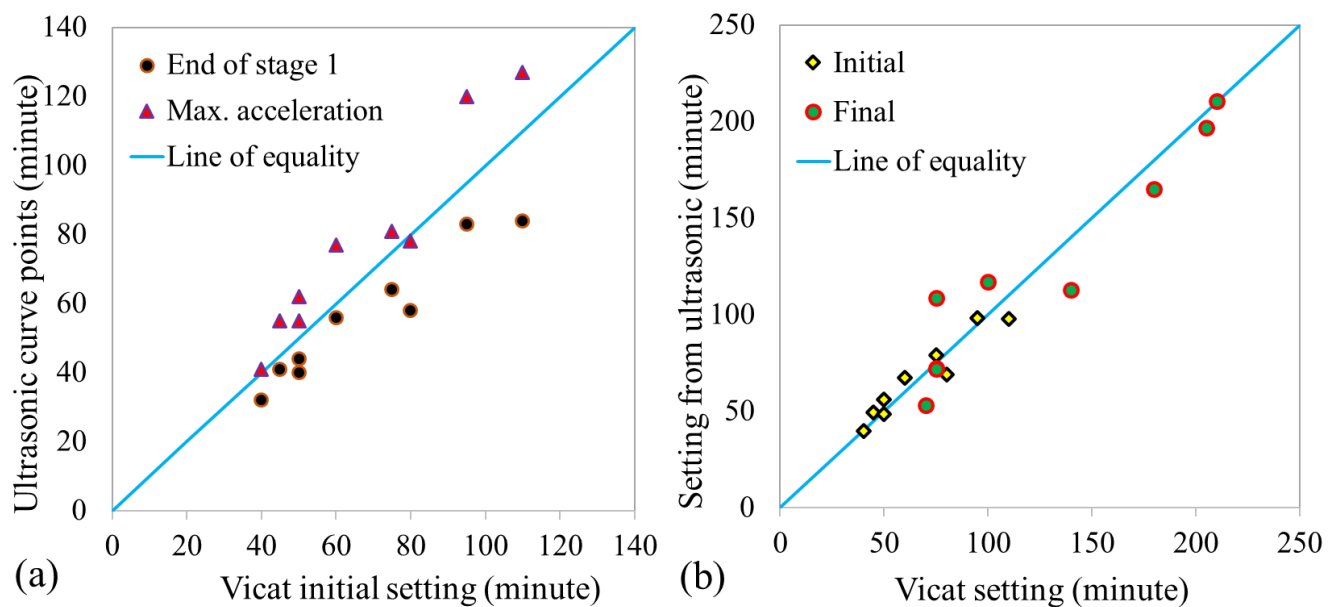 140
120
100
80
60
40
20
0
Ultrasonic curve points (minute)
End of stage 1
Max. acceleration
Line of equality
0 20 40 60 80 100 120 140
Vicat initial setting (minute)
(a)
250
200
150
100
50
0
Setting from ultrasonic (minute)
Initial
Final
Line of equality
0 50 100 150 200 250
Vicat setting (minute)
(b)